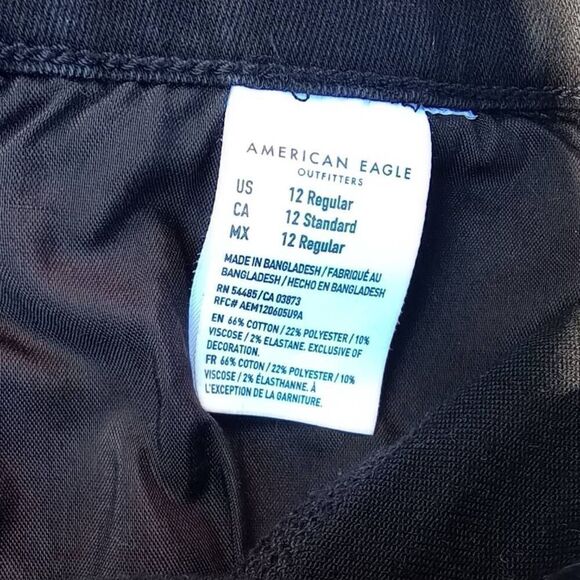 AMERICAN EAGLE
OUTFITTERS
US 12 Regular
CA 12 Standard
MX 12 Regular
MADE IN BANGLADESH / FABRIQUÉ AU
BANGLADESH / HECHO EN BANGLADESH
RN 54485/CA 03873
RFC# AEM120605U9A
EN 66% COTTON / 22% POLYESTER / 10%
VISCOSE / 2% ELASTANE. EXCLUSIVE OF
DECORATION.
FR 66% COTON / 22% POLYESTER / 10%
VISCOSE / 2% ÉLASTHANNE. À
L'EXCEPTION DE LA GARNITURE.